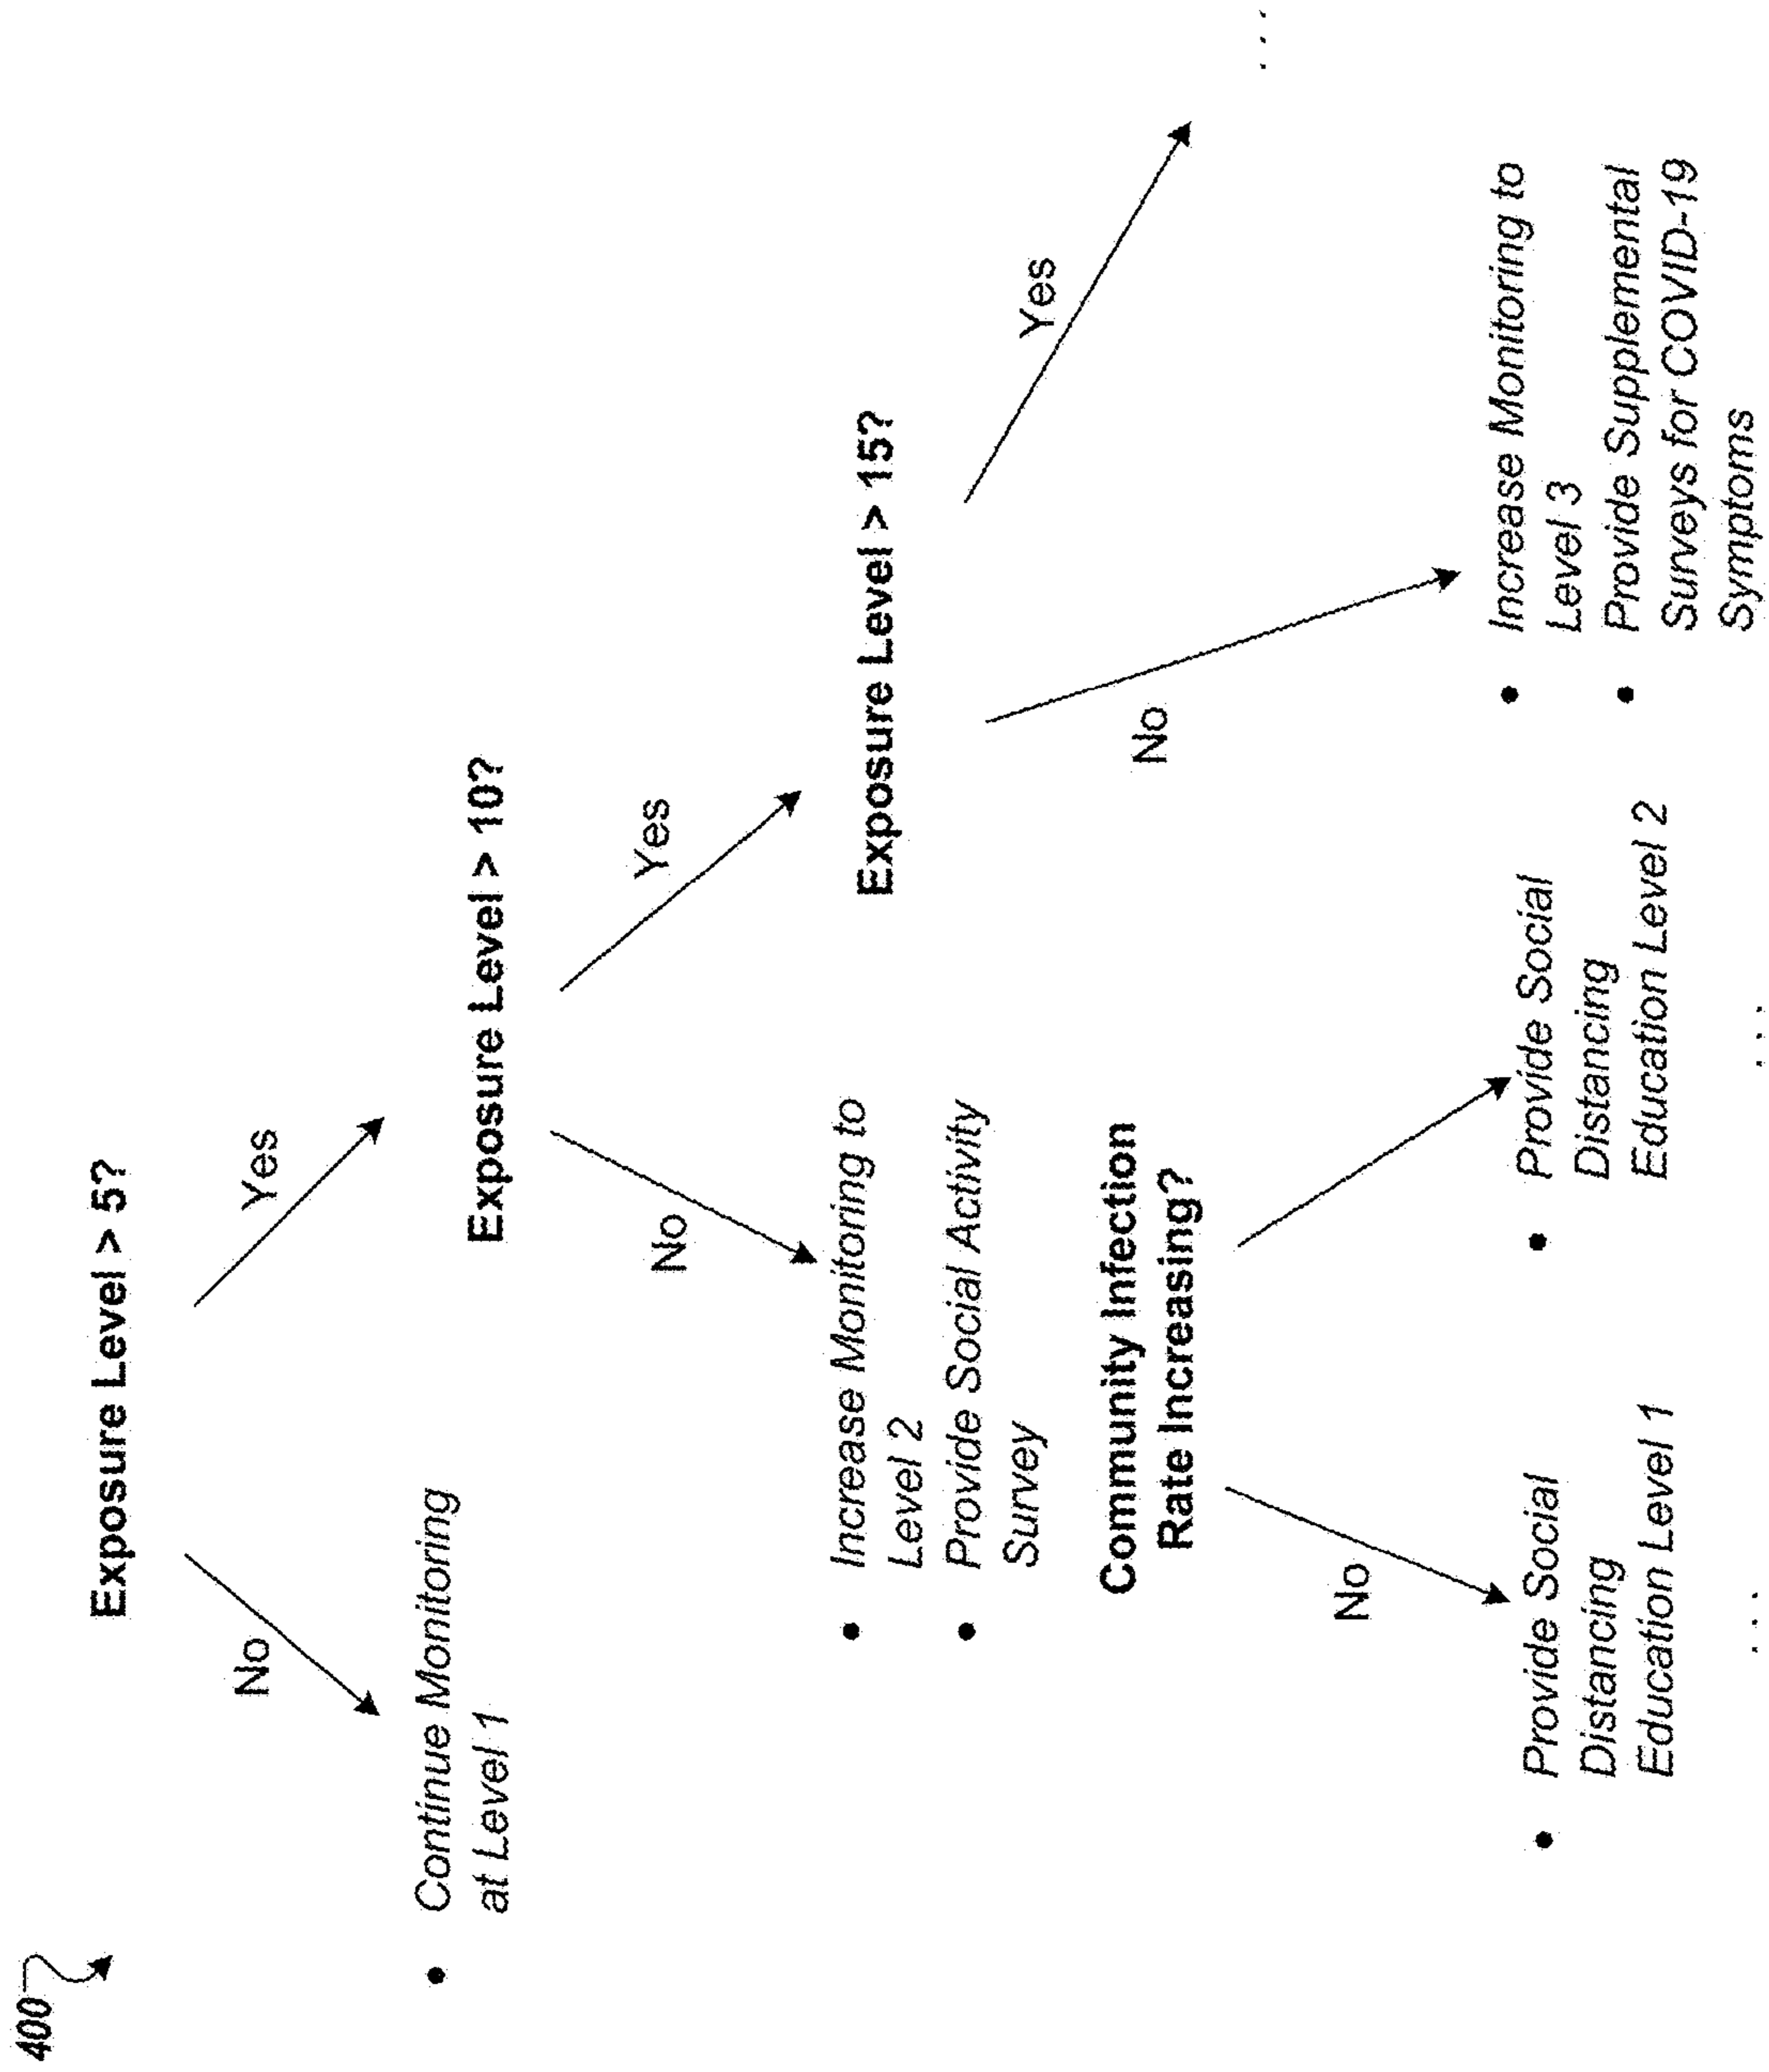 400
Exposure Level > 5?
No
Yes
Continue Monitoring
at Level 1
Exposure Level > 10?
No
Yes
Increase Monitoring to
Level 2
Provide Social Activity
Survey
Exposure Level > 15?
Community Infection
Rate Increasing?
No
Yes
No
Provide Social
Distancing
Education Level 1
...
Provide Social
Distancing
Education Level 2
...
Increase Monitoring to
Level 3
Provide Supplemental
Surveys for COVID-19
Symptoms
...